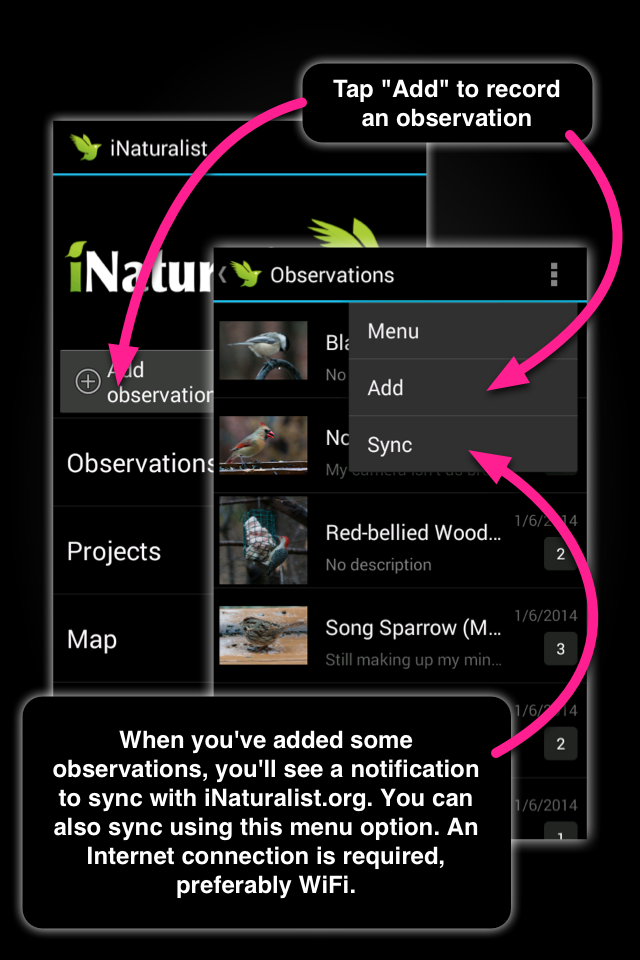 Tap "Add" to record
an observation
iNaturalist
iNatur
Add
observation
Observations
Projects
Map
Observations
Menu
Add
Sync
Bla
No
No
My camera isn't as br
1/6/2014
Red-bellied Wood...
2
No description
1/6/2014
Song Sparrow (M...
3
Still making up my min...
1/6/2014
2
1/6/2014
1
When you've added some
observations, you'll see a notification
to sync with iNaturalist.org. You can
also sync using this menu option. An
Internet connection is required,
preferably WiFi.